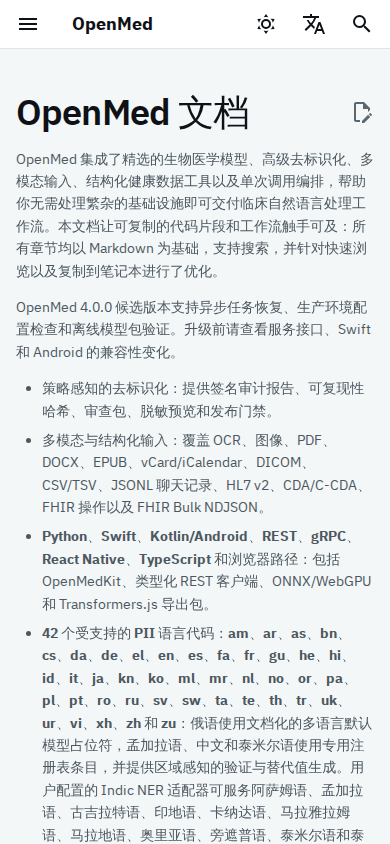 OpenMed
OpenMed 文档
OpenMed 集成了精选的生物医学模型、高级去标识化、多
模态输入、结构化健康数据工具以及单次调用编排，帮助
你无需处理繁杂的基础设施即可交付临床自然语言处理工
作流。本文档让可复制的代码片段和工作流触手可及：所
有章节均以 Markdown 为基础，支持搜索，并针对快速浏
览以及复制到笔记本进行了优化。
OpenMed 4.0.0 候选版本支持异步任务恢复、生产环境配
置检查和离线模型包验证。升级前请查看服务接口、Swift
和 Android 的兼容性变化。
策略感知的去标识化：提供签名审计报告、可复现性
哈希、审查包、脱敏预览和发布门禁。
多模态与结构化输入：覆盖 OCR、图像、PDF、
DOCX、EPUB、vCard/iCalendar、DICOM、
CSV/TSV、JSONL 聊天记录、HL7 v2、CDA/C-CDA、
FHIR 操作以及 FHIR Bulk NDJSON。
Python、Swift、Kotlin/Android、REST、gRPC、
React Native、TypeScript 和浏览器路径：包括
OpenMedKit、类型化 REST 客户端、ONNX/WebGPU
和 Transformers.js 导出包。
42 个受支持的 PII 语言代码：am、ar、as、bn、
cs、da、de、el、en、es、fa、fr、gu、he、hi、
id、it、ja、kn、ko、ml、mr、nl、no、or、pa、
pl、pt、ro、ru、sv、sw、ta、te、th、tr、uk、
ur、vi、xh、zh 和 zu：俄语使用文档化的多语言默认
模型占位符，孟加拉语、中文和泰米尔语使用专用注
册表条目，并提供区域感知的验证与替代值生成。用
户配置的 Indic NER 适配器可服务阿萨姆语、孟加拉
语、古吉拉特语、印地语、卡纳达语、马拉雅拉姆
语、马拉地语、奥里亚语、旁遮普语、泰米尔语和泰